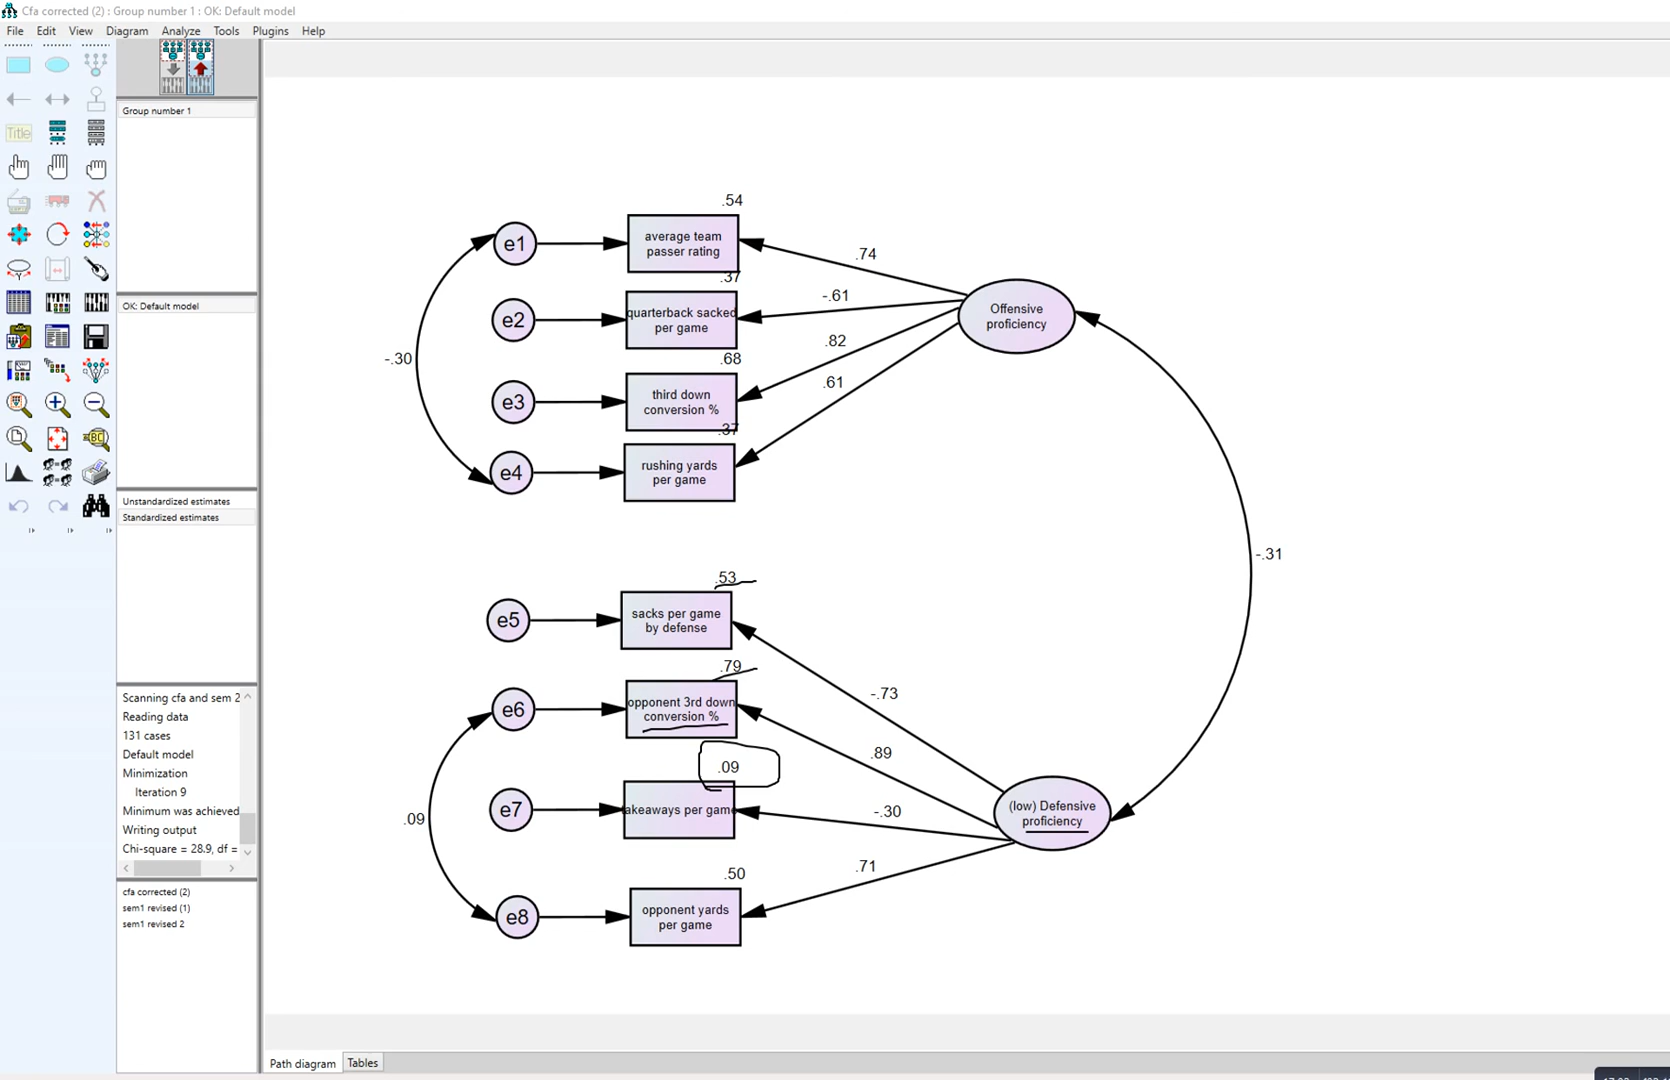 Cfa corrected (2) : Group number 1 : OK: Default model
File Edit View Diagram Analyze Tools Plugins Help
Title
Group number 1
OK: Default model
Unstandardized estimates
Standardized estimates
Scanning cfa and sem 2
Reading data
131 cases
Default model
Minimization
Iteration 9
Minimum was achieved
Writing output
Chi-square = 28.9, df =
cfa corrected (2)
sem1 revised (1)
sem1 revised 2
.54
e1
average team
passer rating
.74
.37
e2
quarterback sacked
per game
-.61
Offensive
proficiency
.68
-.30
e3
third down
conversion %
.82
.37
e4
rushing yards
per game
.61
-.31
.53
e5
sacks per game
by defense
-.73
.79
e6
opponent 3rd down
conversion %
.89
.09
.09
e7
takeaways per game
-.30
(low) Defensive
proficiency
.50
e8
opponent yards
per game
.71
Path diagram Tables